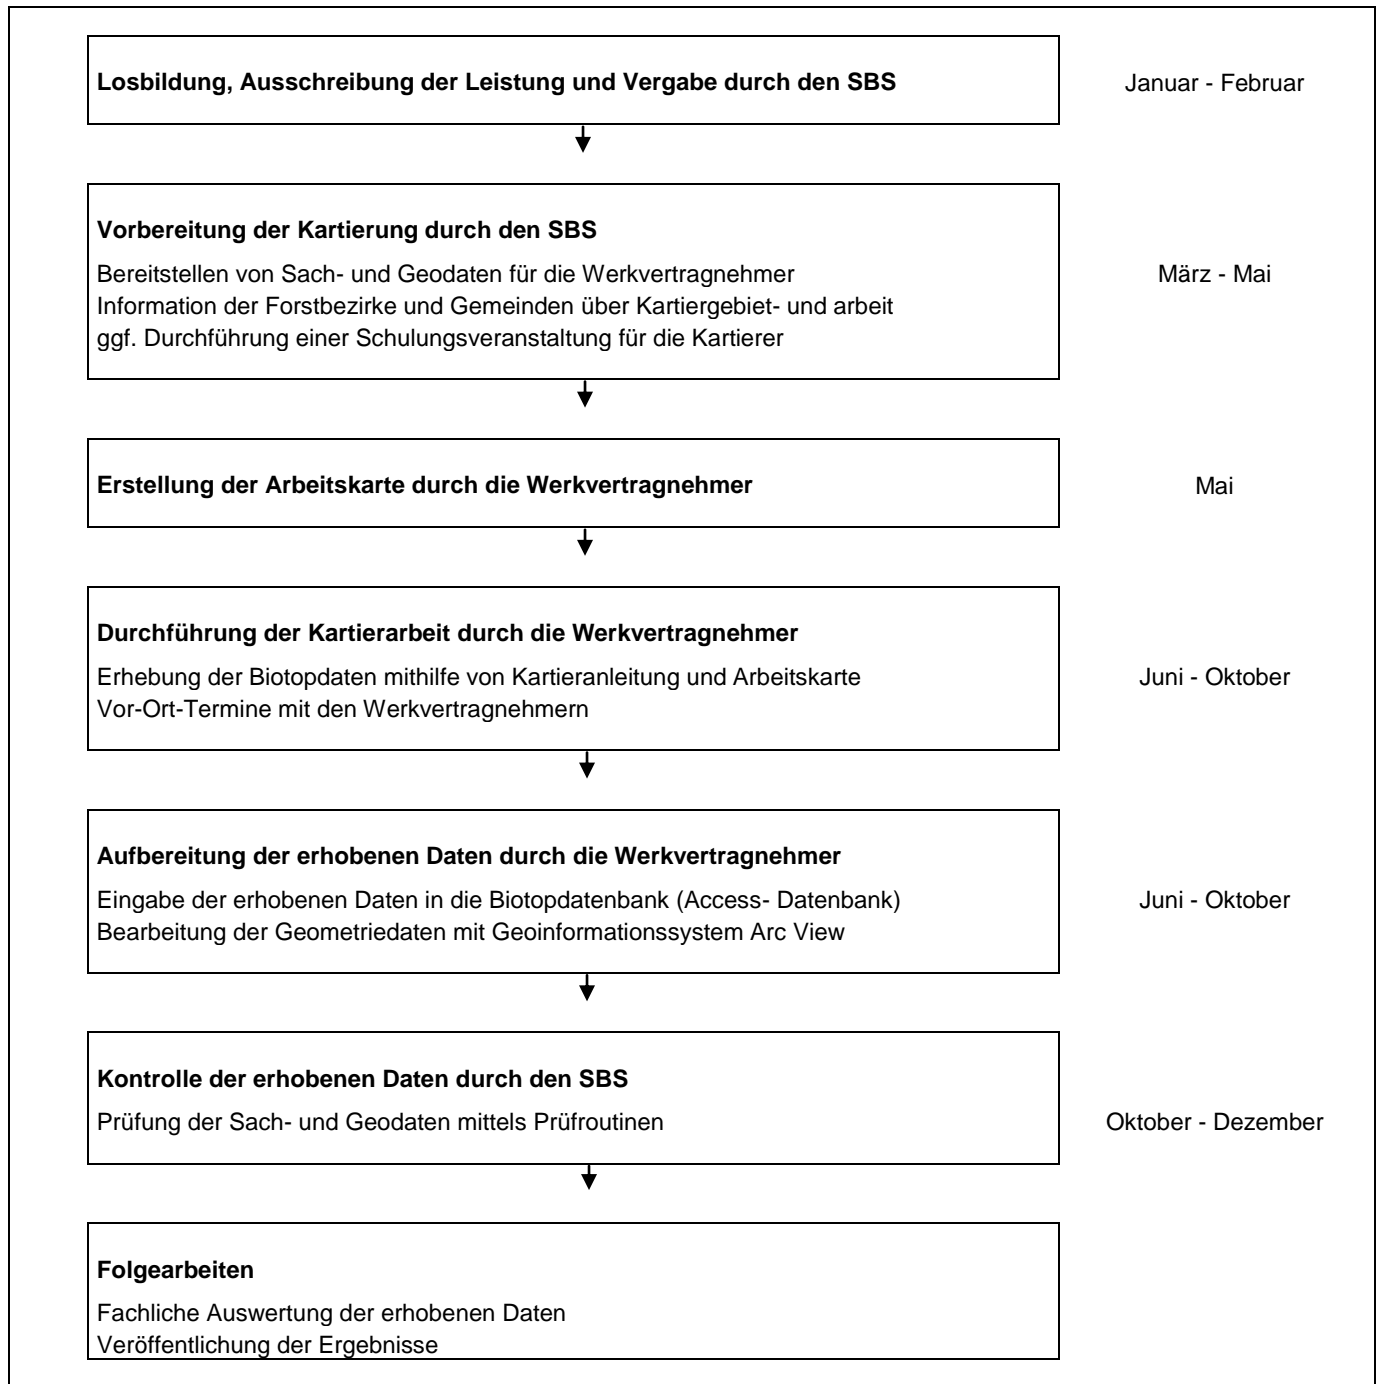 Losbildung, Ausschreibung der Leistung und Vergabe durch den SBS
Januar - Februar
Vorbereitung der Kartierung durch den SBS
Bereitstellen von Sach- und Geodaten für die Werkvertragnehmer
März - Mai
Information der Forstbezirke und Gemeinden über Kartiergebiet- und arbeit
ggf. Durchführung einer Schulungsveranstaltung für die Kartierer
Erstellung der Arbeitskarte durch die Werkvertragnehmer
Mai
Durchführung der Kartierarbeit durch die Werkvertragnehmer
Erhebung der Biotopdaten mithilfe von Kartieranleitung und Arbeitskarte
Juni - Oktober
Vor-Ort-Termine mit den Werkvertragnehmern
Aufbereitung der erhobenen Daten durch die Werkvertragnehmer
Eingabe der erhobenen Daten in die Biotopdatenbank (Access- Datenbank)
Juni - Oktober
Bearbeitung der Geometriedaten mit Geoinformationssystem Arc View
Kontrolle der erhobenen Daten durch den SBS
Prüfung der Sach- und Geodaten mittels Prüfroutinen
Oktober - Dezember
Folgearbeiten
Fachliche Auswertung der erhobenen Daten
Veröffentlichung der Ergebnisse